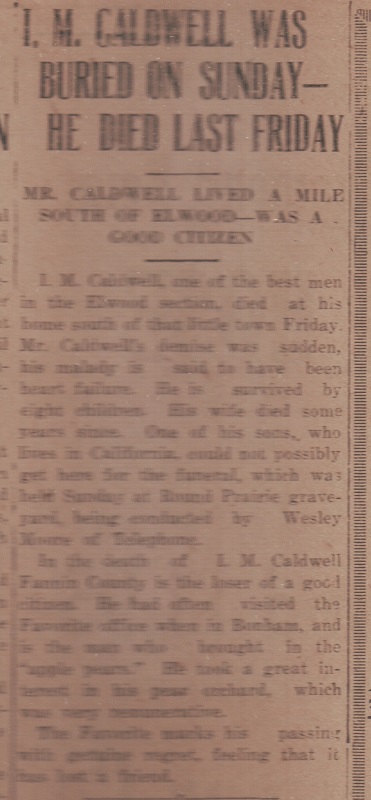 I. M. CALDWELL WAS
BURIED ON SUNDAY—
HE DIED LAST FRIDAY
MR. CALDWELL LIVED A MILE
SOUTH OF ELWOOD—WAS A
GOOD CITIZEN
I. M. Caldwell, one of the best men
in the Elwood section, died at his
home south of that little town Friday.
Mr. Caldwell's demise was sudden,
his malady is said to have been
heart failure. He is survived by
eight children. His wife died some
years since. One of his sons, who
lives in California, could not possibly
get here for the funeral, which was
held Sunday at Round Prairie grave-
yard, being conducted by Wesley
Moore of Telephone.
In the death of I. M. Caldwell
Fannin County is the loser of a good
citizen. He had often visited the
Favorite office when in Bonham, and
is the man who brought in the
"apple pears." He took a great in-
terest in his pear orchard, which
was very remunerative.
The Favorite marks his passing
with genuine regret, feeling that it
has lost a friend.